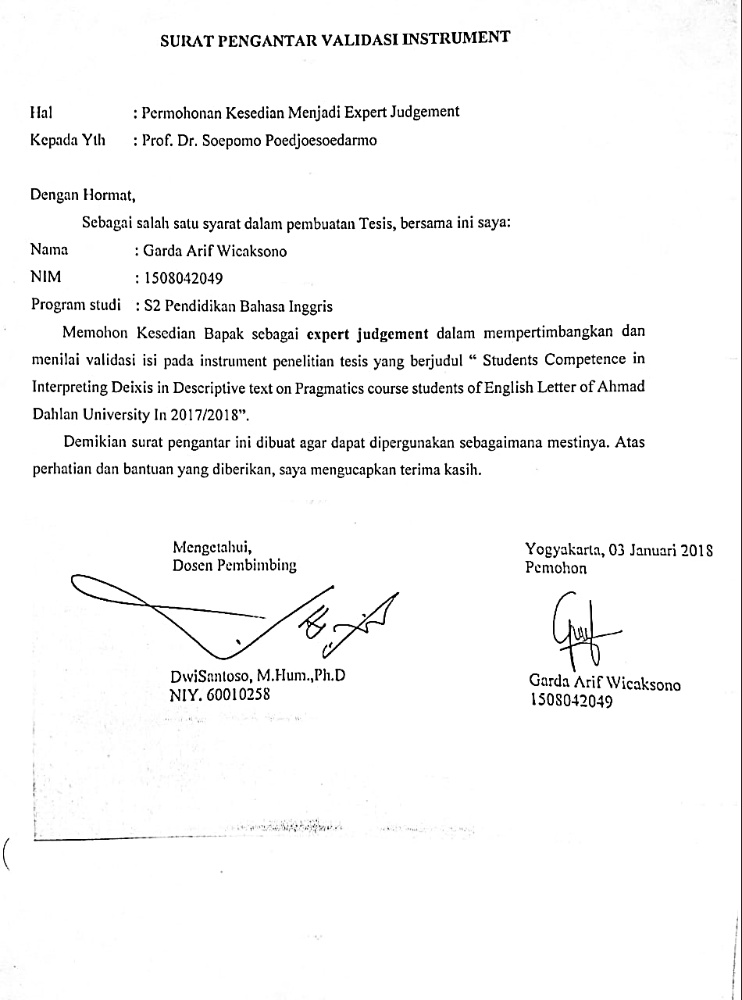 SURAT PENGANTAR VALIDASI INSTRUMENT
Hal : Permohonan Kesedian Menjadi Expert Judgement
Kepada Yth : Prof. Dr. Soepomo Poedjoesoedarmo
Dengan Hormat,
Sebagai salah satu syarat dalam pembuatan Tesis, bersama ini saya:
Nama : Garda Arif Wicaksono
NIM : 1508042049
Program studi : S2 Pendidikan Bahasa Inggris
Memohon Kesedian Bapak sebagai expert judgement dalam mempertimbangkan dan
menilai validasi isi pada instrument penelitian tesis yang berjudul “ Students Competence in
Interpreting Deixis in Descriptive text on Pragmatics course students of English Letter of Ahmad
Dahlan University In 2017/2018”.
Demikian surat pengantar ini dibuat agar dapat dipergunakan sebagaimana mestinya. Atas
perhatian dan bantuan yang diberikan, saya mengucapkan terima kasih.
Mengetahui,
Dosen Pembimbing
DwiSantoso, M.Hum.,Ph.D
NIY. 60010258
Yogyakarta, 03 Januari 2018
Pemohon
Garda Arif Wicaksono
1508042049